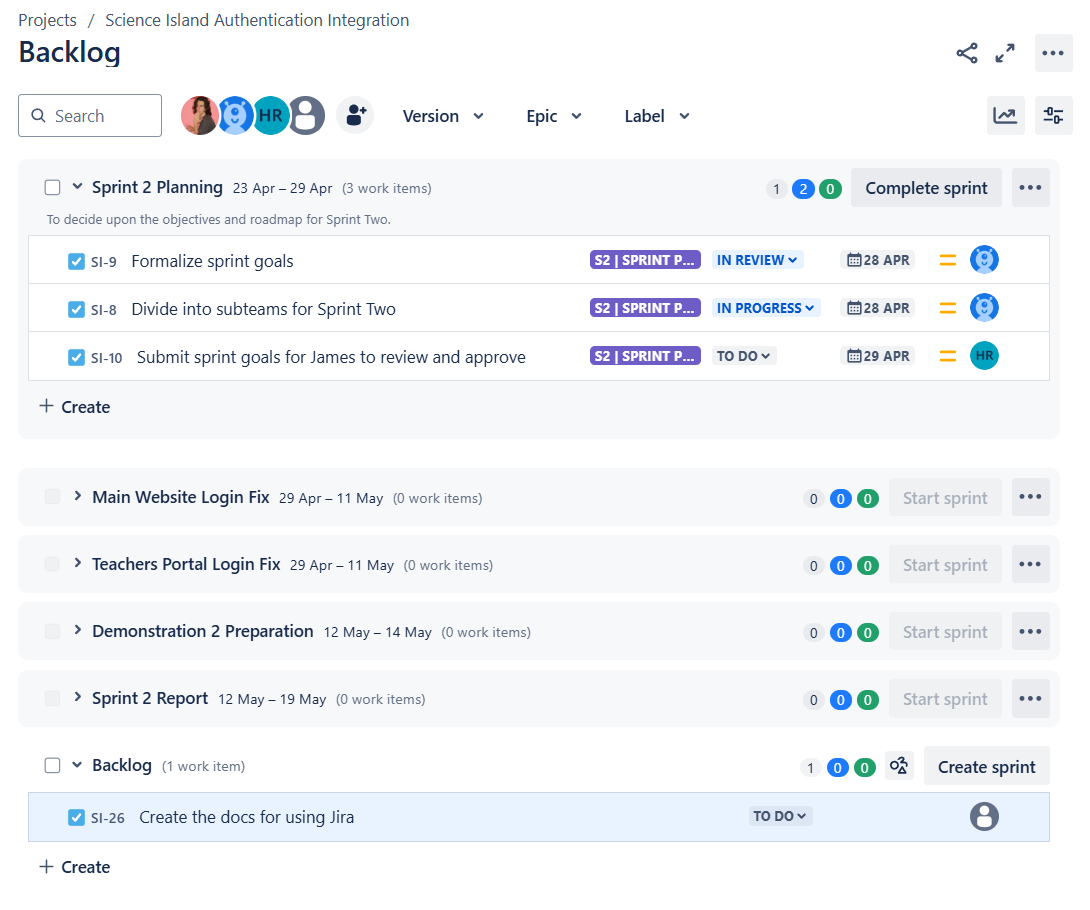 Projects / Science Island Authentication Integration
Backlog
Search HR Version Epic Label
Sprint 2 Planning 23 Apr – 29 Apr (3 work items) 1 2 0 Complete sprint
To decide upon the objectives and roadmap for Sprint Two.
SI-9 Formalize sprint goals S2 | SPRINT P... IN REVIEW 28 APR
SI-8 Divide into subteams for Sprint Two S2 | SPRINT P... IN PROGRESS 28 APR
SI-10 Submit sprint goals for James to review and approve S2 | SPRINT P... TO DO 29 APR HR
+ Create
Main Website Login Fix 29 Apr – 11 May (0 work items) 0 0 0 Start sprint
Teachers Portal Login Fix 29 Apr – 11 May (0 work items) 0 0 0 Start sprint
Demonstration 2 Preparation 12 May – 14 May (0 work items) 0 0 0 Start sprint
Sprint 2 Report 12 May – 19 May (0 work items) 0 0 0 Start sprint
Backlog (1 work item) 1 0 0 Create sprint
SI-26 Create the docs for using Jira TO DO
+ Create